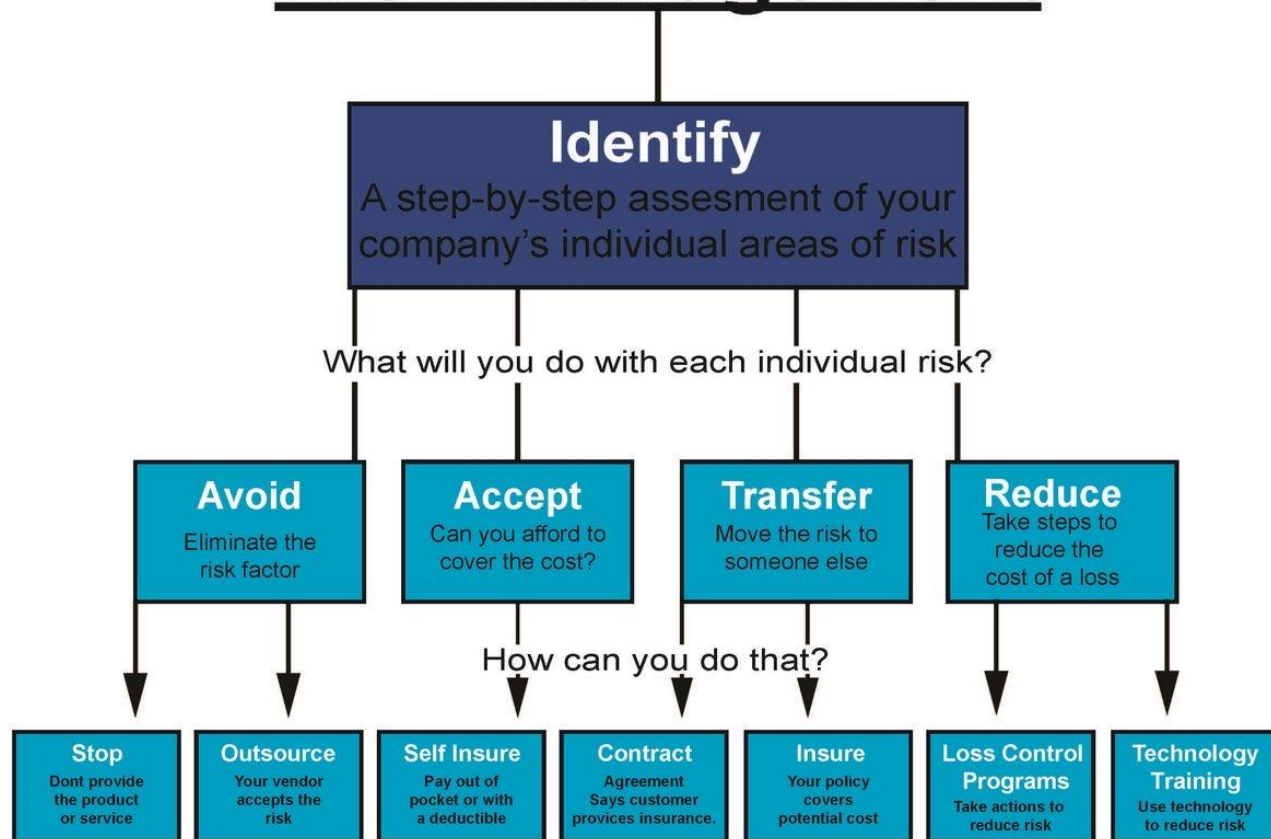 Identify
A step-by-step assesment of your
company's individual areas of risk
What will you do with each individual risk?
Avoid
Eliminate the
risk factor
Accept
Can you afford to
cover the cost?
Transfer
Move the risk to
someone else
Reduce
Take steps to
reduce the
cost of a loss
How can you do that?
Stop
Dont provide
the product
or service
Outsource
Your vendor
accepts the
risk
Self Insure
Pay out of
pocket or with
a deductible
Contract
Agreement
Says customer
provices insurance.
Insure
Your policy
covers
potential cost
Loss Control
Programs
Take actions to
reduce risk
Technology
Training
Use technology
to reduce risk